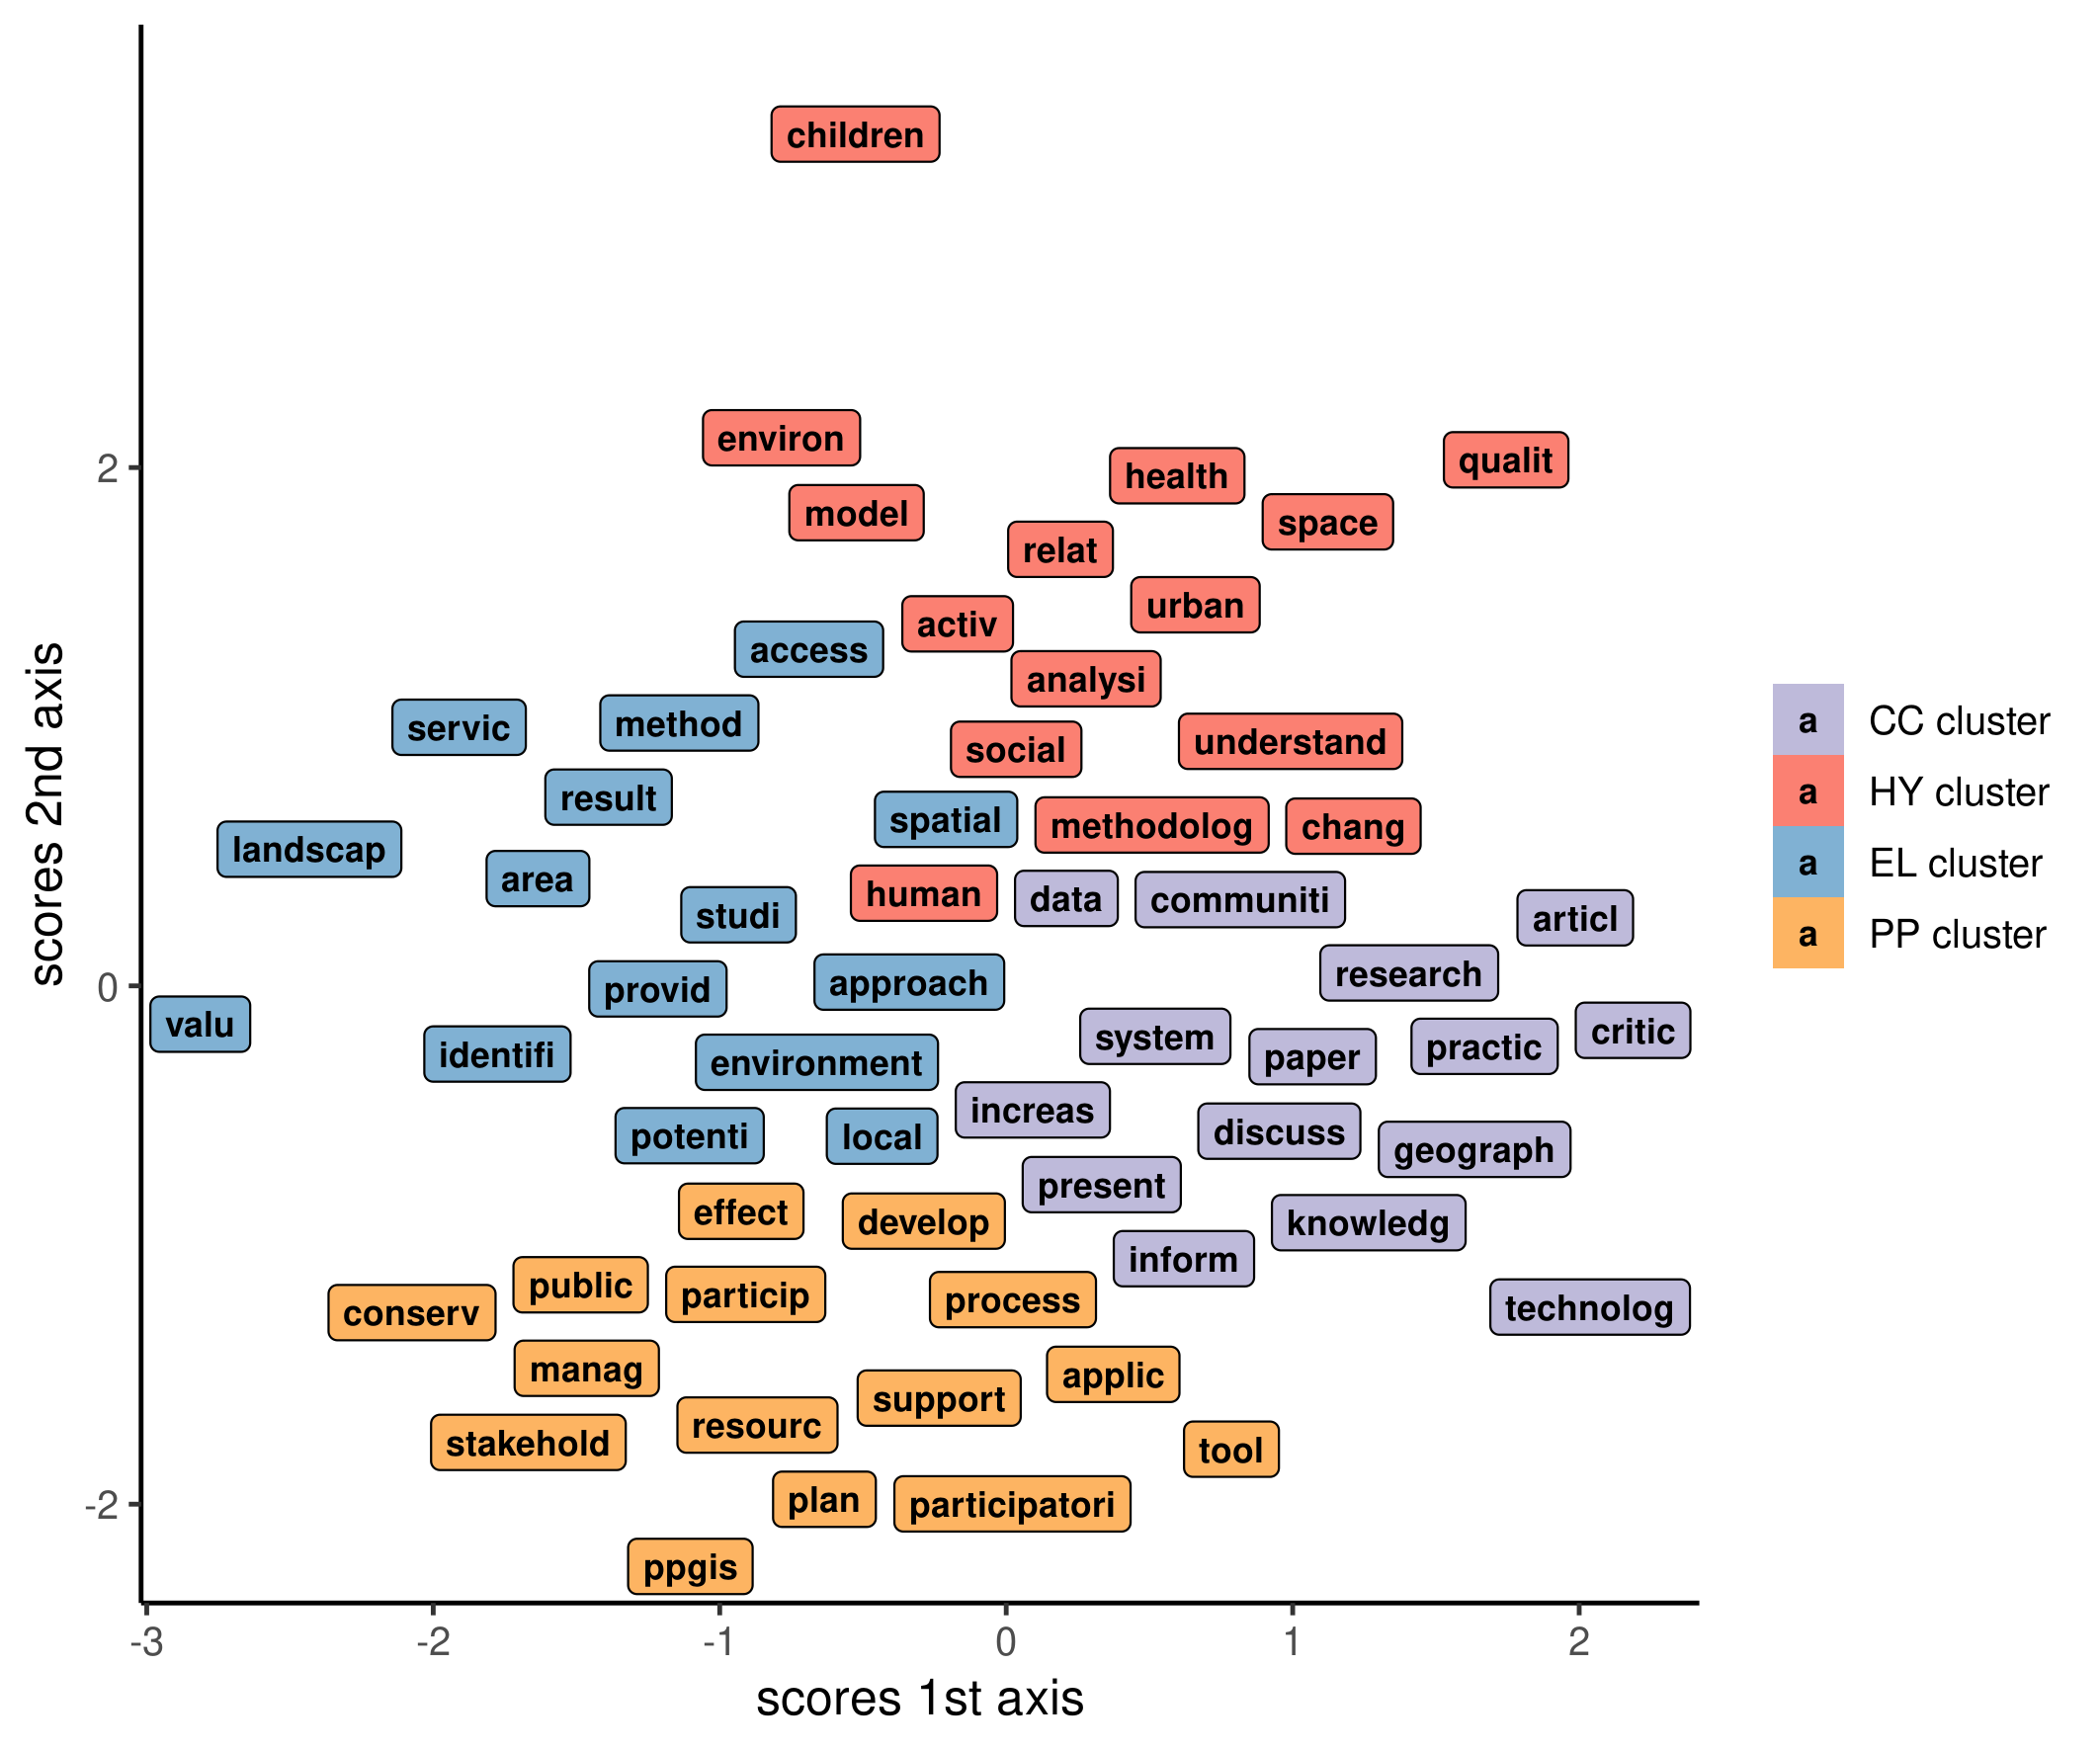 children
environ
health
qualit
2
model
space
relat
urban
activ
access
analysi
servic
method
social
understand
result
spatial
methodolog
chang
landscap
area
human
data
communiti
studi
articl
research
provid
approach
0
valu
identifi
environment
system
paper
practic
critic
increas
potenti
local
discuss
geograph
present
effect
develop
knowledg
inform
conserv
public
particip
process
technolog
manag
applic
support
resourc
stakehold
tool
plan
participatori
-2
ppgis
-3 -2 -1 0 1 2
scores 1st axis
scores 2nd axis
a CC cluster
a HY cluster
a EL cluster
a PP cluster